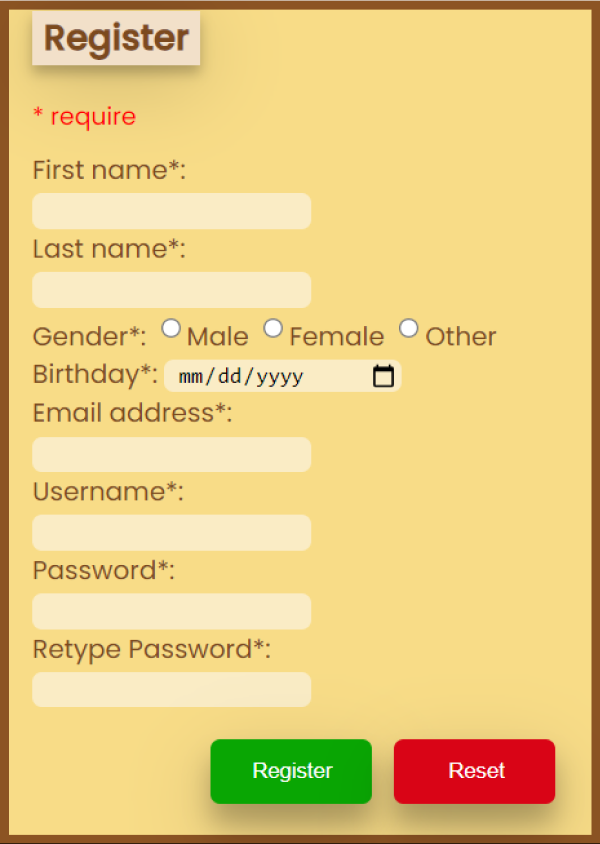 Register
* require
First name*:
Last name*:
Gender*: Male Female Other
Birthday*: mm/dd/yyyy
Email address*:
Username*:
Password*:
Retype Password*:
Register Reset